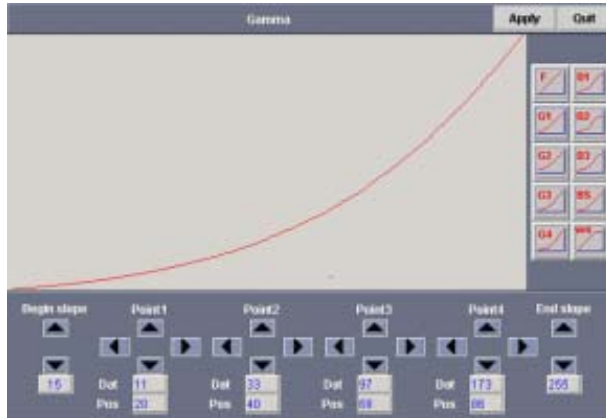 Gamma Apply Quit
F B1
G1 B2
G2 B3
G3 BS
G4
Begin slope Point1 Point2 Point3 Point4 End slope
15 Dat 11 Dat 33 Dat 97 Dat 173 255
Pos 20 Pos 40 Pos Pos